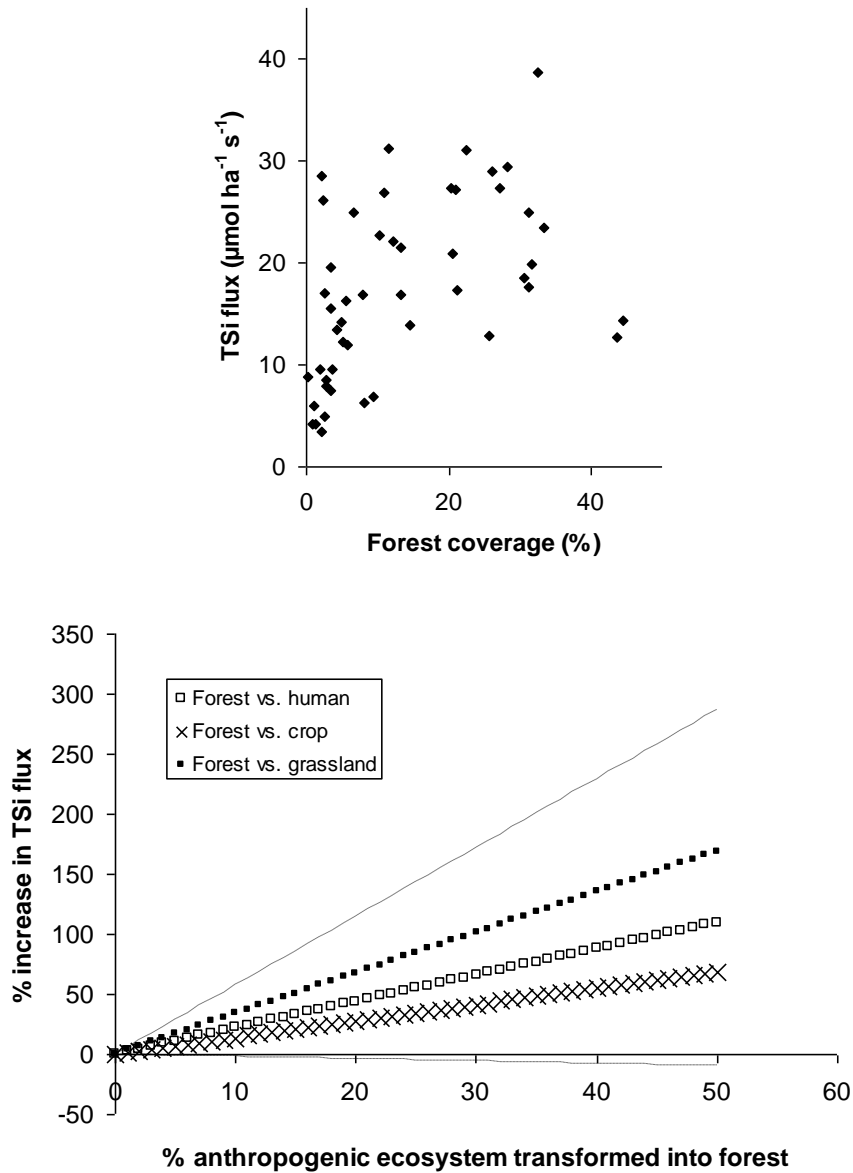 40
30
20
10
0
TSi flux (µmol ha⁻¹ s⁻¹)
0 20 40
Forest coverage (%)
350
300
250
200
150
100
50
0
-50
% increase in TSi flux
Forest vs. human
Forest vs. crop
Forest vs. grassland
0 10 20 30 40 50 60
% anthropogenic ecosystem transformed into forest